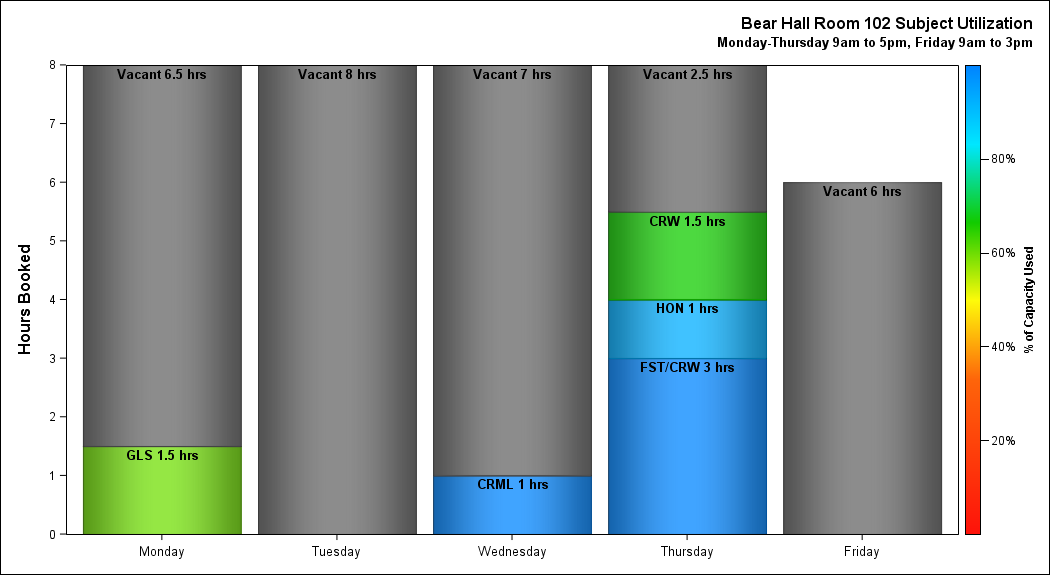 Bear Hall Room 102 Subject Utilization
Monday-Thursday 9am to 5pm, Friday 9am to 3pm
Hours Booked
8
7
6
5
4
3
2
1
0
Vacant 6.5 hrs
GLS 1.5 hrs
Vacant 8 hrs
Vacant 7 hrs
CRML 1 hrs
Vacant 2.5 hrs
CRW 1.5 hrs
HON 1 hrs
FST/CRW 3 hrs
Vacant 6 hrs
Monday
Tuesday
Wednesday
Thursday
Friday
80%
60%
40%
20%
% of Capacity Used